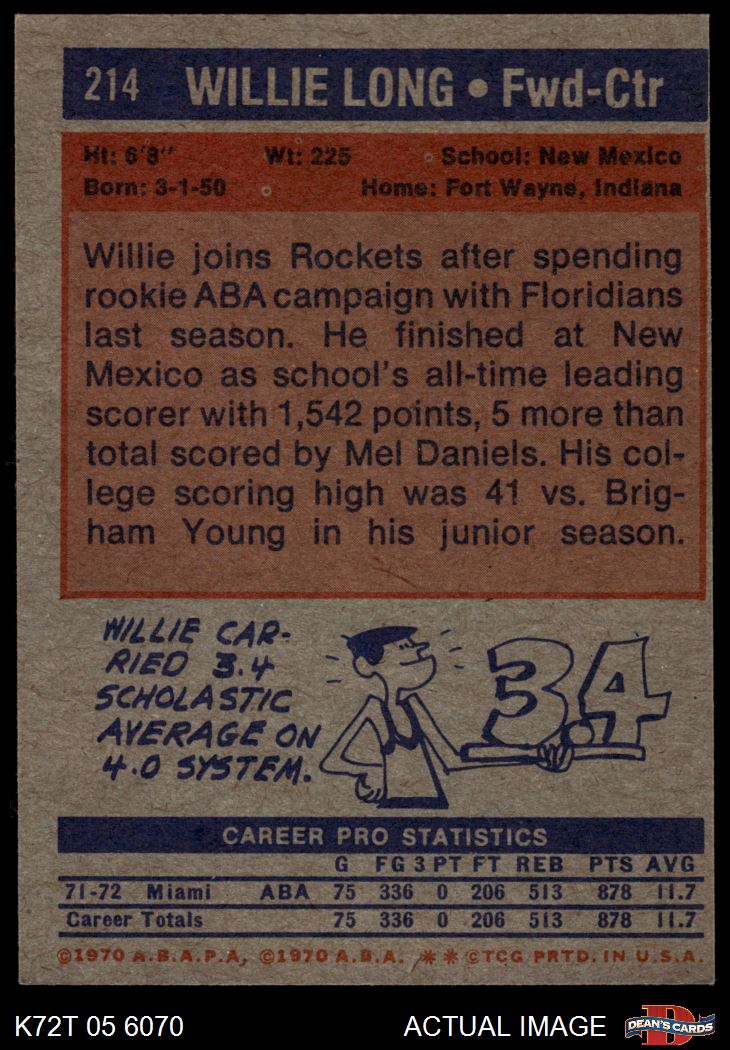 214 WILLIE LONG • Fwd-Ctr
Ht: 6'8" Wt: 225 School: New Mexico
Born: 3-1-50 Home: Fort Wayne, Indiana
Willie joins Rockets after spending
rookie ABA campaign with Floridians
last season. He finished at New
Mexico as school's all-time leading
scorer with 1,542 points, 5 more than
total scored by Mel Daniels. His col-
lege scoring high was 41 vs. Brig-
ham Young in his junior season.
WILLIE CAR-
RIED 3.4
SCHOLASTIC
AVERAGE ON
4.0 SYSTEM.
3.4
CAREER PRO STATISTICS
G FG 3 PT FT REB PTS AVG
71-72 Miami ABA 75 336 0 206 513 878 11.7
Career Totals 75 336 0 206 513 878 11.7
©1970 A.B.A.P.A, ©1970 A.B.A. ** ©TCG PRTD. IN U.S.A.
K72T 05 6070 ACTUAL IMAGE D DEAN'S CARDS